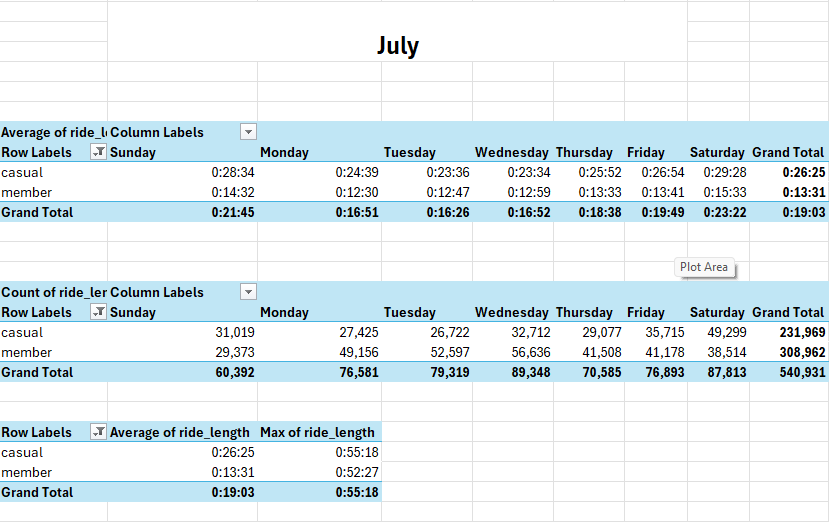 July
Average of ride_l Column Labels
Row Labels Sunday Monday Tuesday Wednesday Thursday Friday Saturday Grand Total
casual 0:28:34 0:24:39 0:23:36 0:23:34 0:25:52 0:26:54 0:29:28 0:26:25
member 0:14:32 0:12:30 0:12:47 0:12:59 0:13:33 0:13:41 0:15:33 0:13:31
Grand Total 0:21:45 0:16:51 0:16:26 0:16:52 0:18:38 0:19:49 0:23:22 0:19:03
Plot Area
Count of ride_ler Column Labels
Row Labels Sunday Monday Tuesday Wednesday Thursday Friday Saturday Grand Total
casual 31,019 27,425 26,722 32,712 29,077 35,715 49,299 231,969
member 29,373 49,156 52,597 56,636 41,508 41,178 38,514 308,962
Grand Total 60,392 76,581 79,319 89,348 70,585 76,893 87,813 540,931
Row Labels Average of ride_length Max of ride_length
casual 0:26:25 0:55:18
member 0:13:31 0:52:27
Grand Total 0:19:03 0:55:18